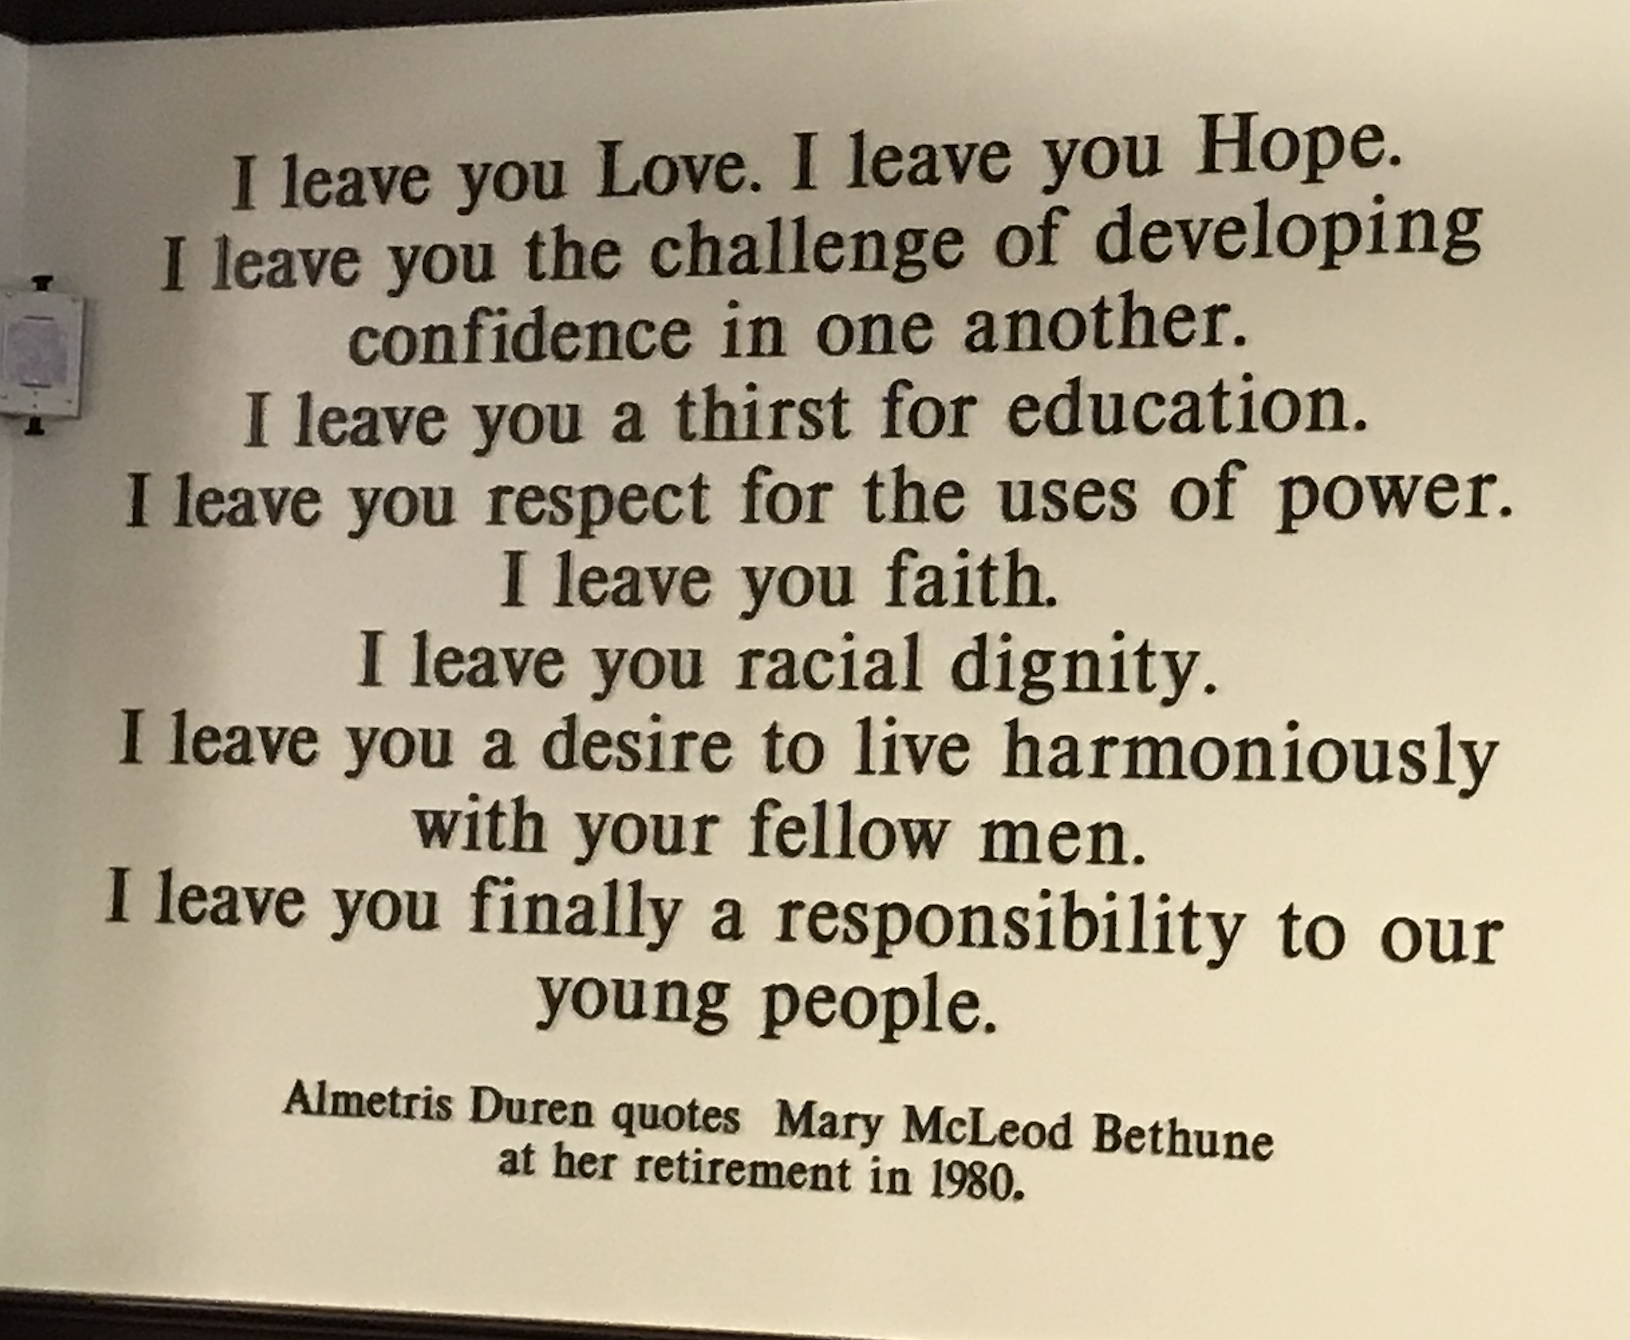 I leave you Love. I leave you Hope.
I leave you the challenge of developing
confidence in one another.
I leave you a thirst for education.
I leave you respect for the uses of power.
I leave you faith.
I leave you racial dignity.
I leave you a desire to live harmoniously
with your fellow men.
I leave you finally a responsibility to our
young people.
Almetris Duren quotes Mary McLeod Bethune
at her retirement in 1980.